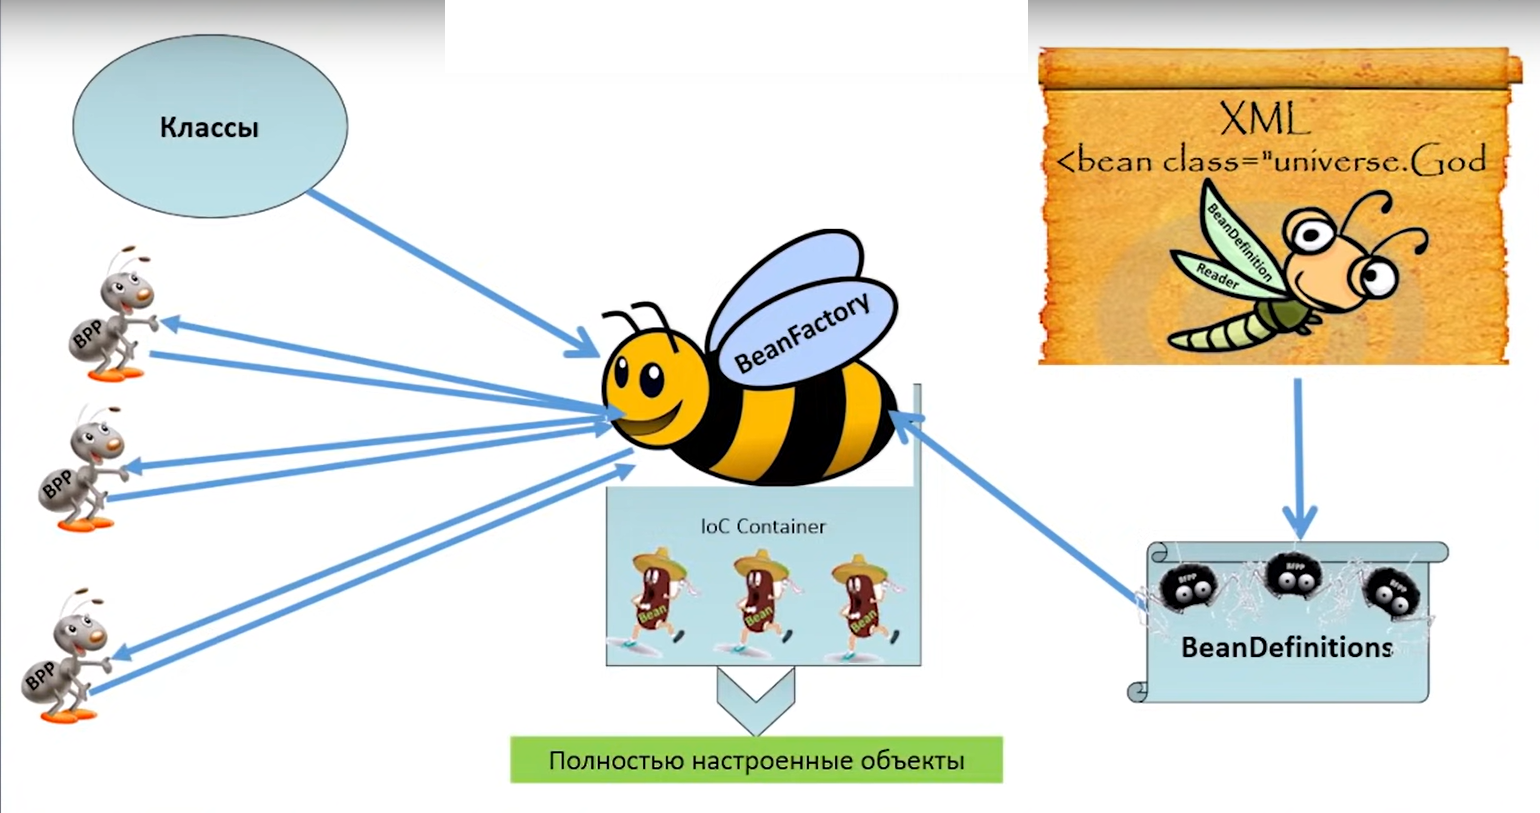 Классы
XML
<bean class="universe.God
BeanDefinition
Reader
BPP
BeanFactory
BPP
BPP
IoC Container
Bean
Bean
Bean
BFPP
BFPP
BFPP
BeanDefinitions
Полностью настроенные объекты